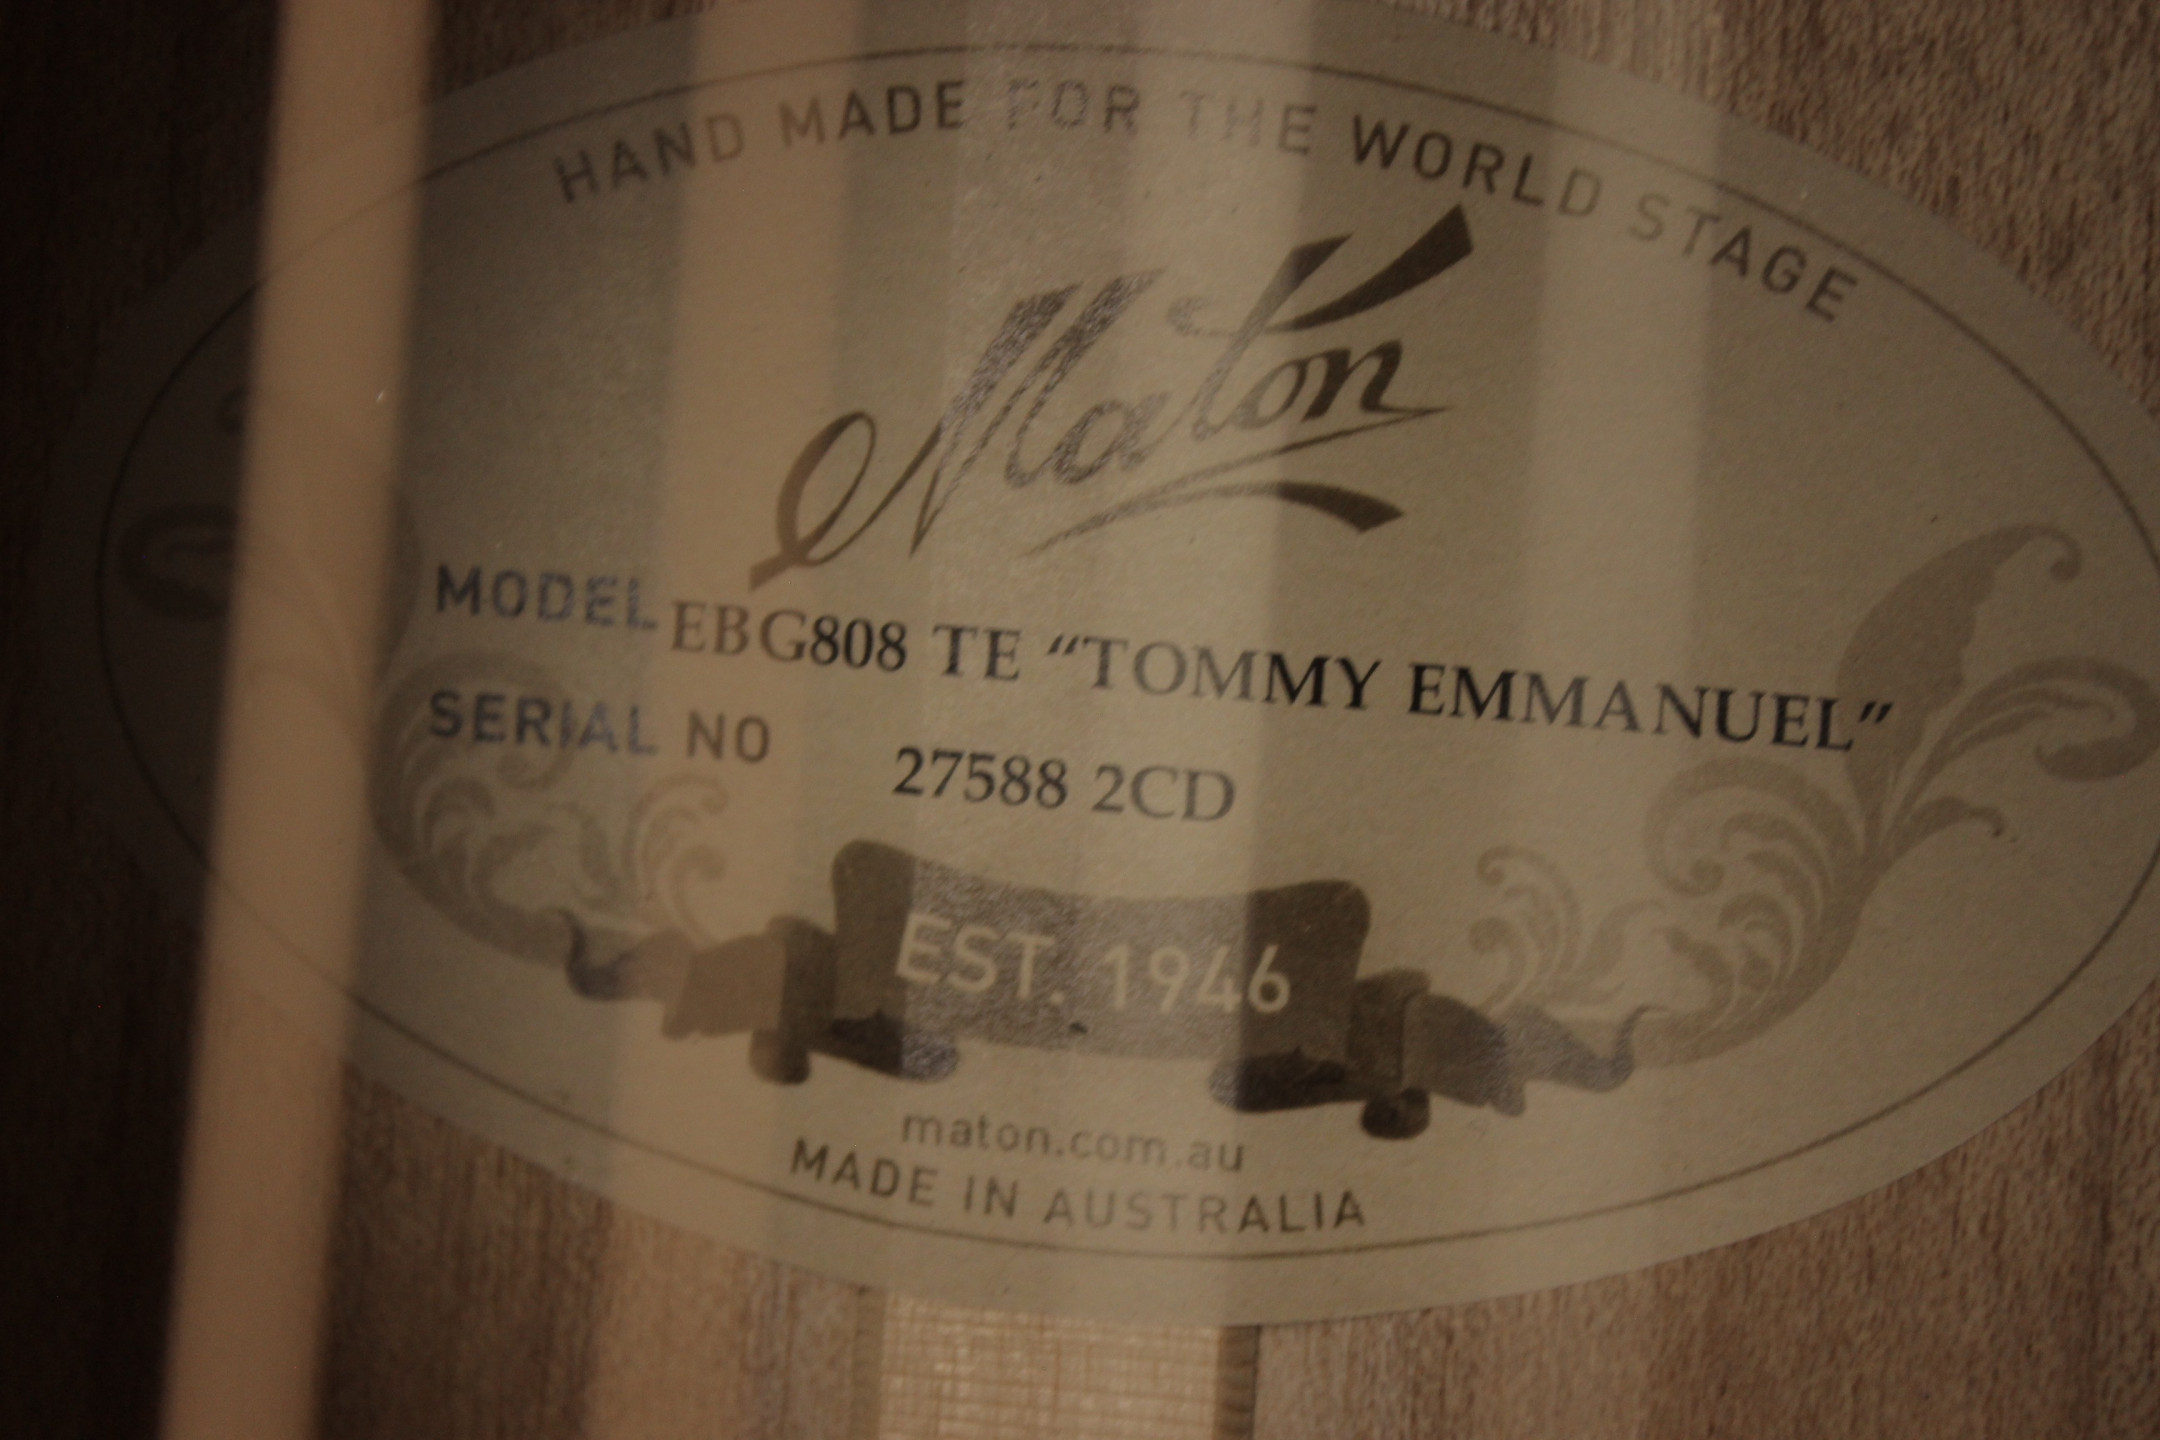 HAND MADE FOR THE WORLD STAGE
Maton
MODEL EBG808 TE “TOMMY EMMANUEL”
SERIAL NO 27588 2CD
EST. 1946
maton.com.au
MADE IN AUSTRALIA